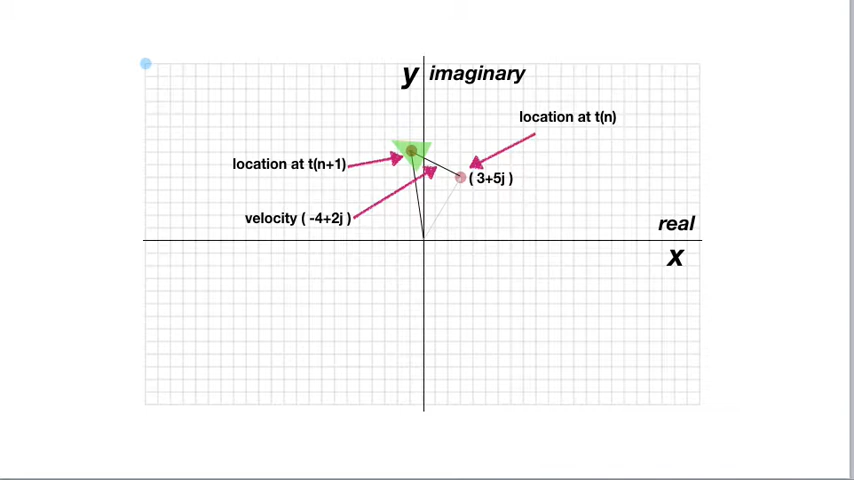 y imaginary
location at t(n)
location at t(n+1)
( 3+5j )
velocity ( -4+2j )
real
x